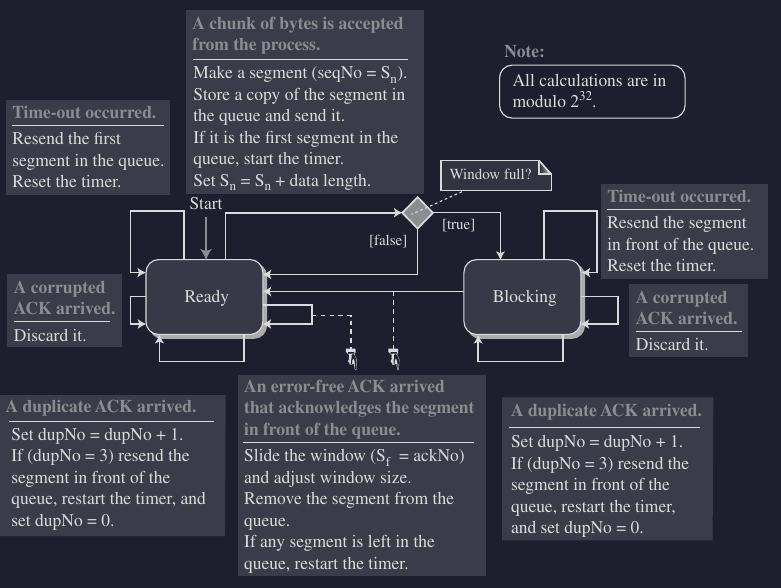 A chunk of bytes is accepted
from the process.
Make a segment (seqNo = Sn).
Store a copy of the segment in
the queue and send it.
If it is the first segment in the
queue, start the timer.
Set Sn = Sn + data length.
Note:
All calculations are in
modulo 2^32.
Time-out occurred.
Resend the first
segment in the queue.
Reset the timer.
Window full?
Start
[false]
[true]
Time-out occurred.
Resend the segment
in front of the queue.
Reset the timer.
A corrupted
ACK arrived.
Discard it.
Ready
Blocking
A corrupted
ACK arrived.
Discard it.
A duplicate ACK arrived.
Set dupNo = dupNo + 1.
If (dupNo = 3) resend the
segment in front of the
queue, restart the timer, and
set dupNo = 0.
An error-free ACK arrived
that acknowledges the segment
in front of the queue.
Slide the window (Sf = ackNo)
and adjust window size.
Remove the segment from the
queue.
If any segment is left in the
queue, restart the timer.
A duplicate ACK arrived.
Set dupNo = dupNo + 1.
If (dupNo = 3) resend the
segment in front of the
queue, restart the timer,
and set dupNo = 0.